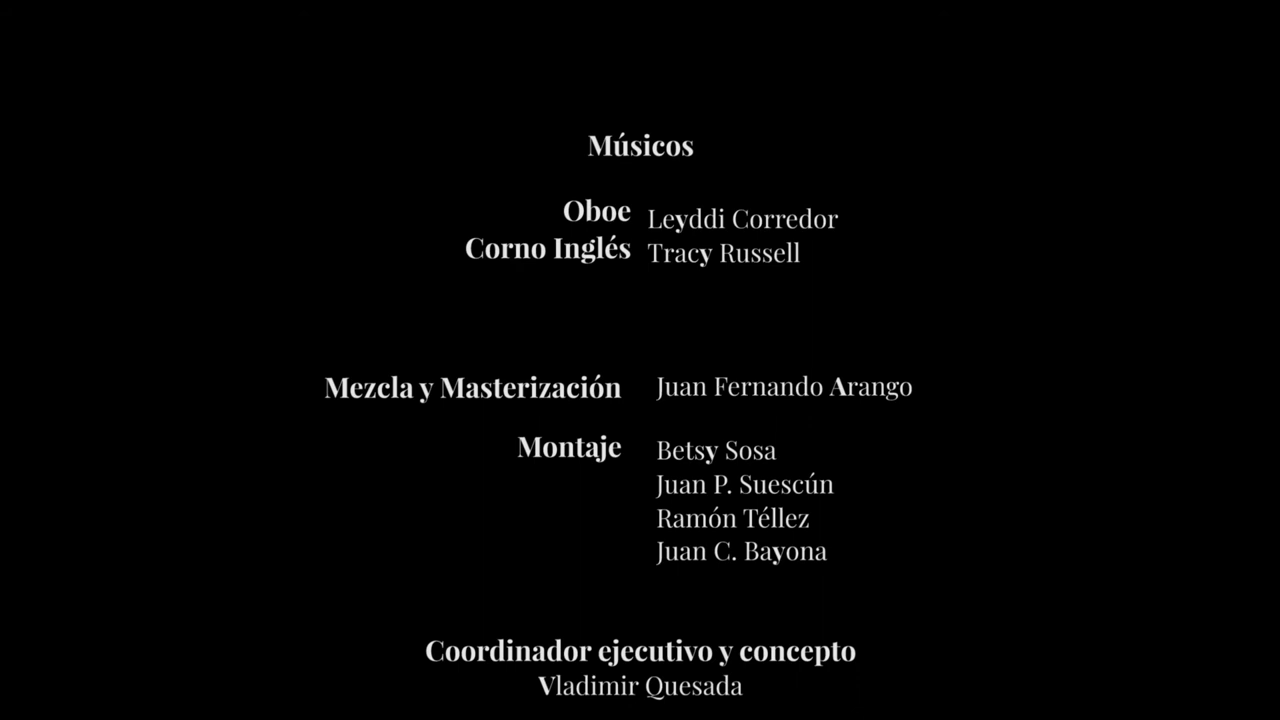 Músicos
Oboe Leyddi Corredor
Corno Inglés Tracy Russell
Mezcla y Masterización Juan Fernando Arango
Montaje Betsy Sosa
Juan P. Suescún
Ramón Téllez
Juan C. Bayona
Coordinador ejecutivo y concepto
Vladimir Quesada